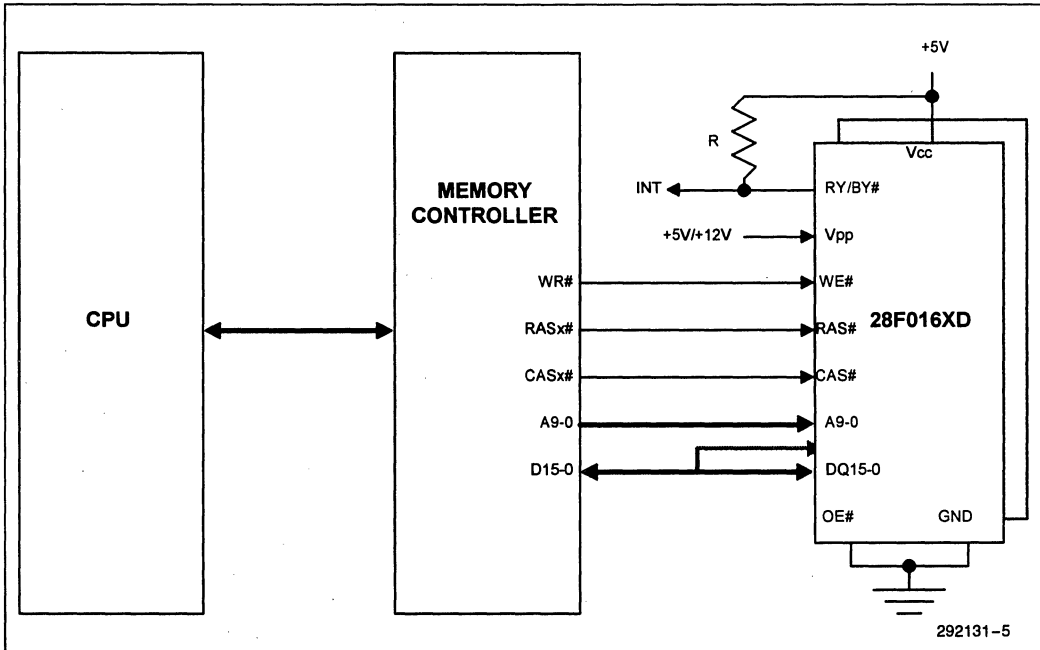 +5V
R
Vcc
INT
RY/BY#
+5V/+12V
Vpp
MEMORY
CONTROLLER
WR#
WE#
CPU
RASx#
RAS#
28F016XD
CASx#
CAS#
A9-0
A9-0
D15-0
DQ15-0
OE#
GND
292131-5